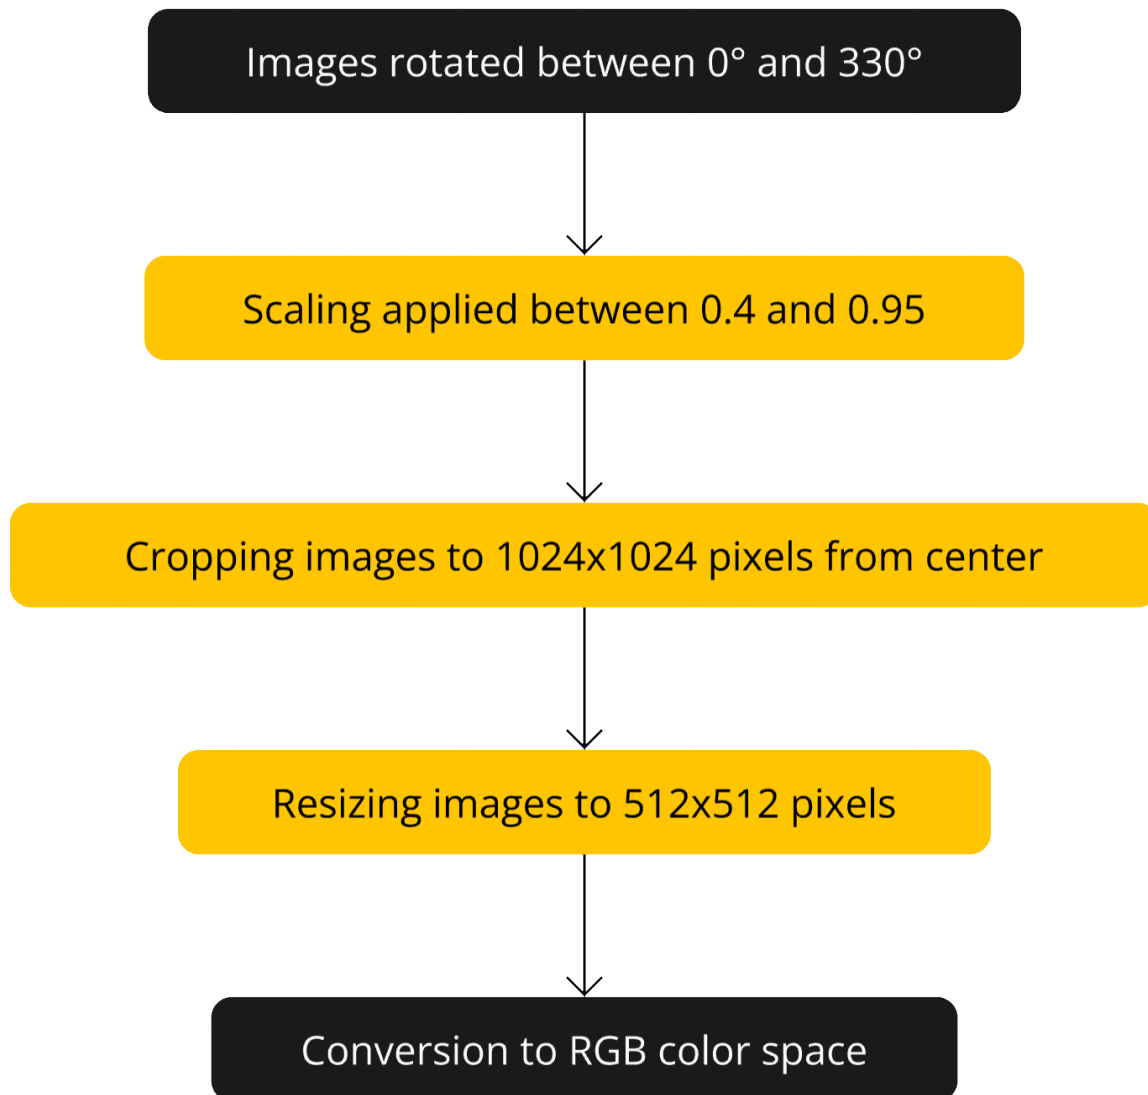 Images rotated between 0° and 330°
Scaling applied between 0.4 and 0.95
Cropping images to 1024x1024 pixels from center
Resizing images to 512x512 pixels
Conversion to RGB color space